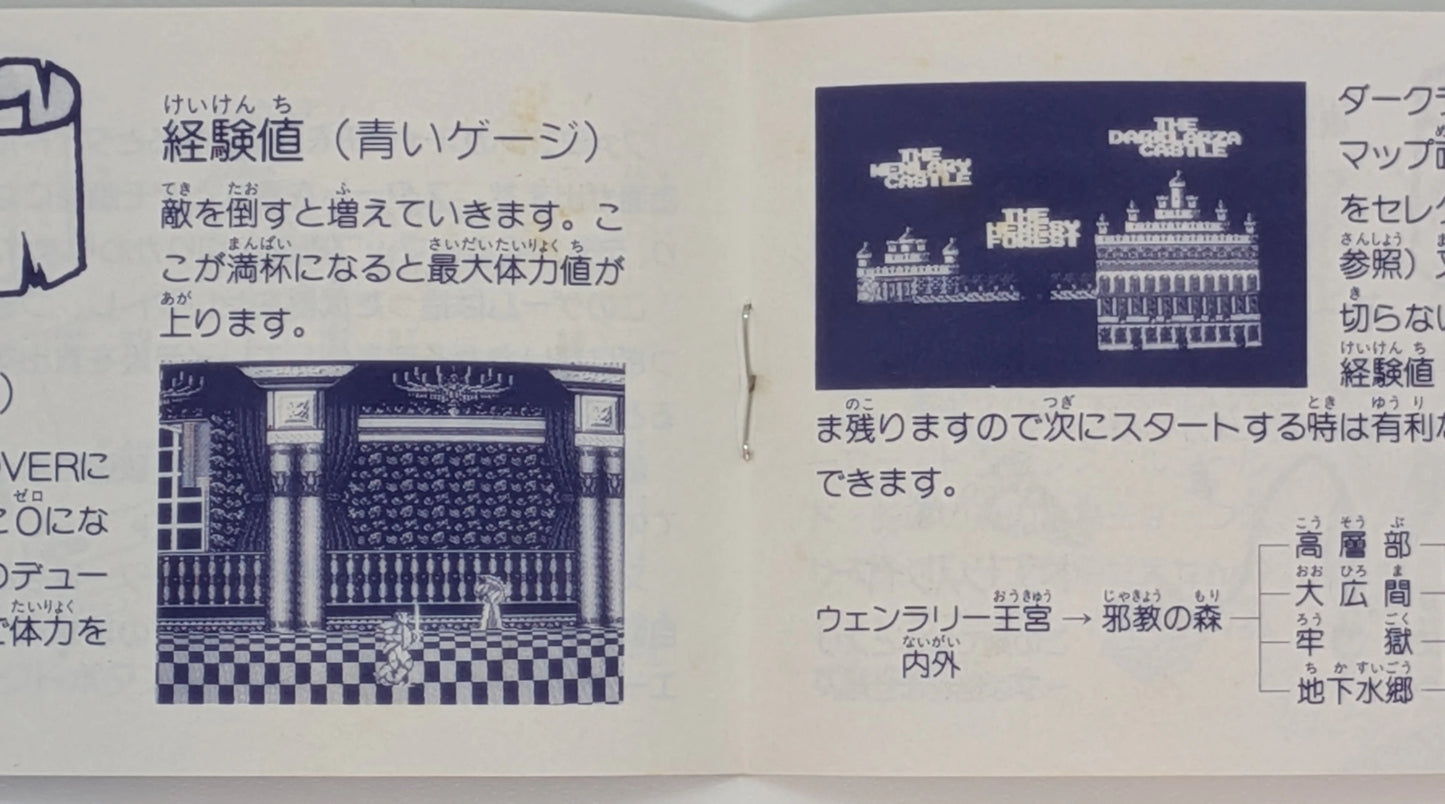 経験値（青いゲージ）
敵を倒すと増えていきます。こ
こが満杯になると最大体力値が
上ります。
）
OVERに
0にな
のデュー
体力を
THE
CASTLE
THE
DARKLARZA
CASTLE
THE
FOREST
ダーク
マップ
をセレ
参照）
切らない
経験値
ま残りますので次にスタートする時は有利な
できます。
ウェンラリー王宮→邪教の森
内外
高層部
大広間
牢獄
地下水郷